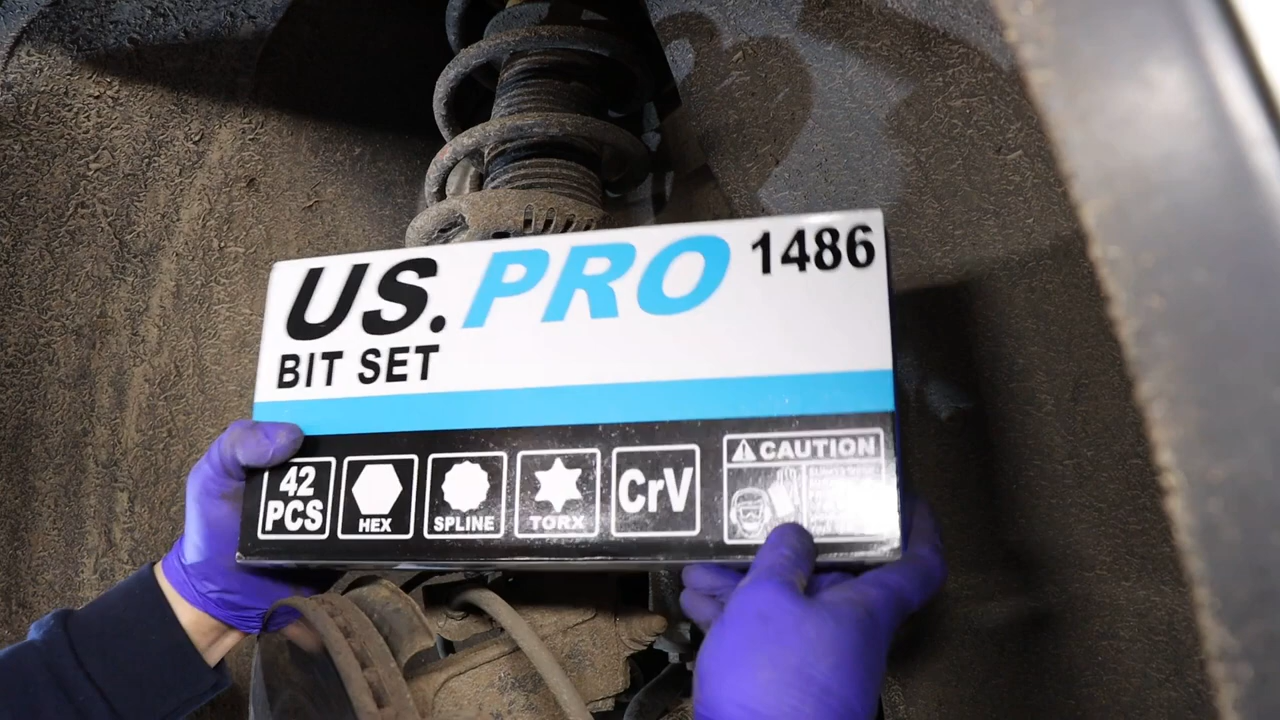 US.PRO 1486
BIT SET
42
PCS
HEX
SPLINE
TORX
CrV
CAUTION